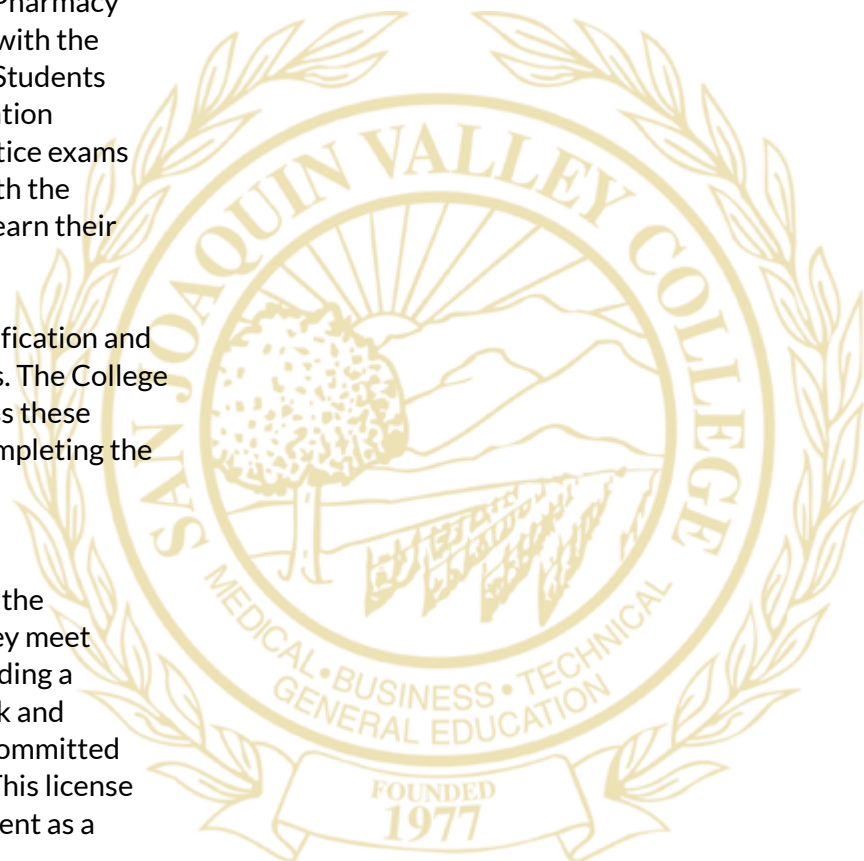 Pharmacy
with the
Students
tice exams
th the
earn their
fication and
s. The College
s these
mpleting the
the
ey meet
ding a
k and
ommitted
This license
ent as a
SAN JOAQUIN VALLEY COLLEGE
MEDICAL • BUSINESS • TECHNICAL
GENERAL EDUCATION
FOUNDED
1977